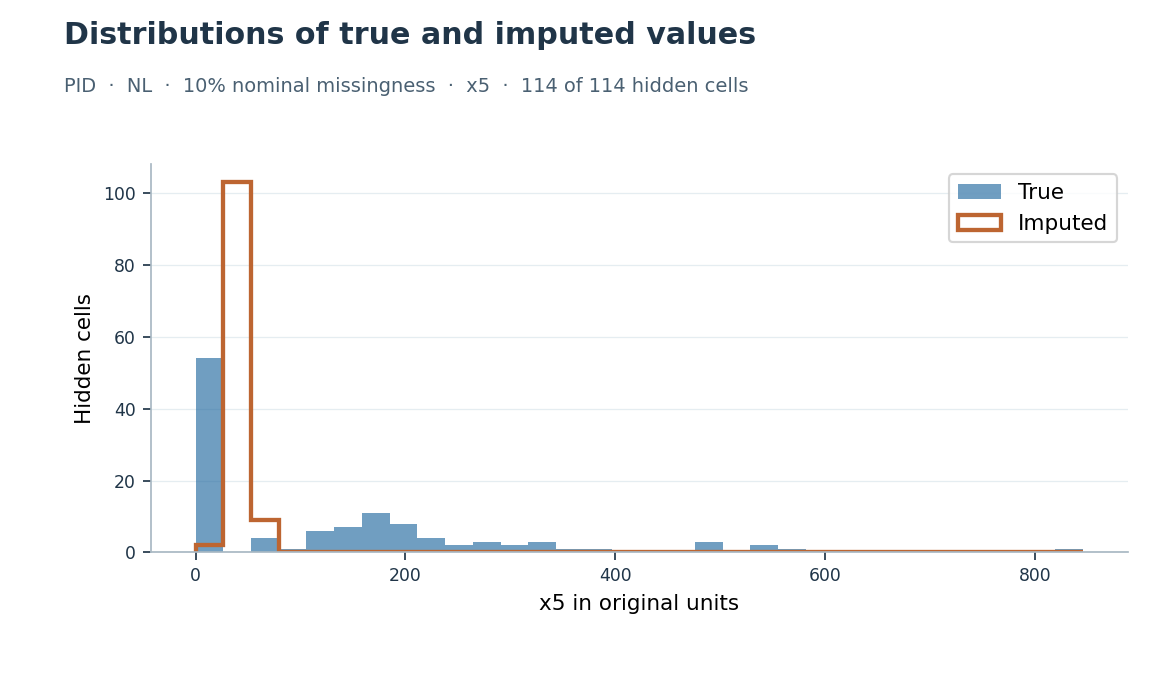 Distributions of true and imputed values
PID · NL · 10% nominal missingness · x5 · 114 of 114 hidden cells
100
80
60
40
20
0
Hidden cells
True
Imputed
0 200 400 600 800
x5 in original units